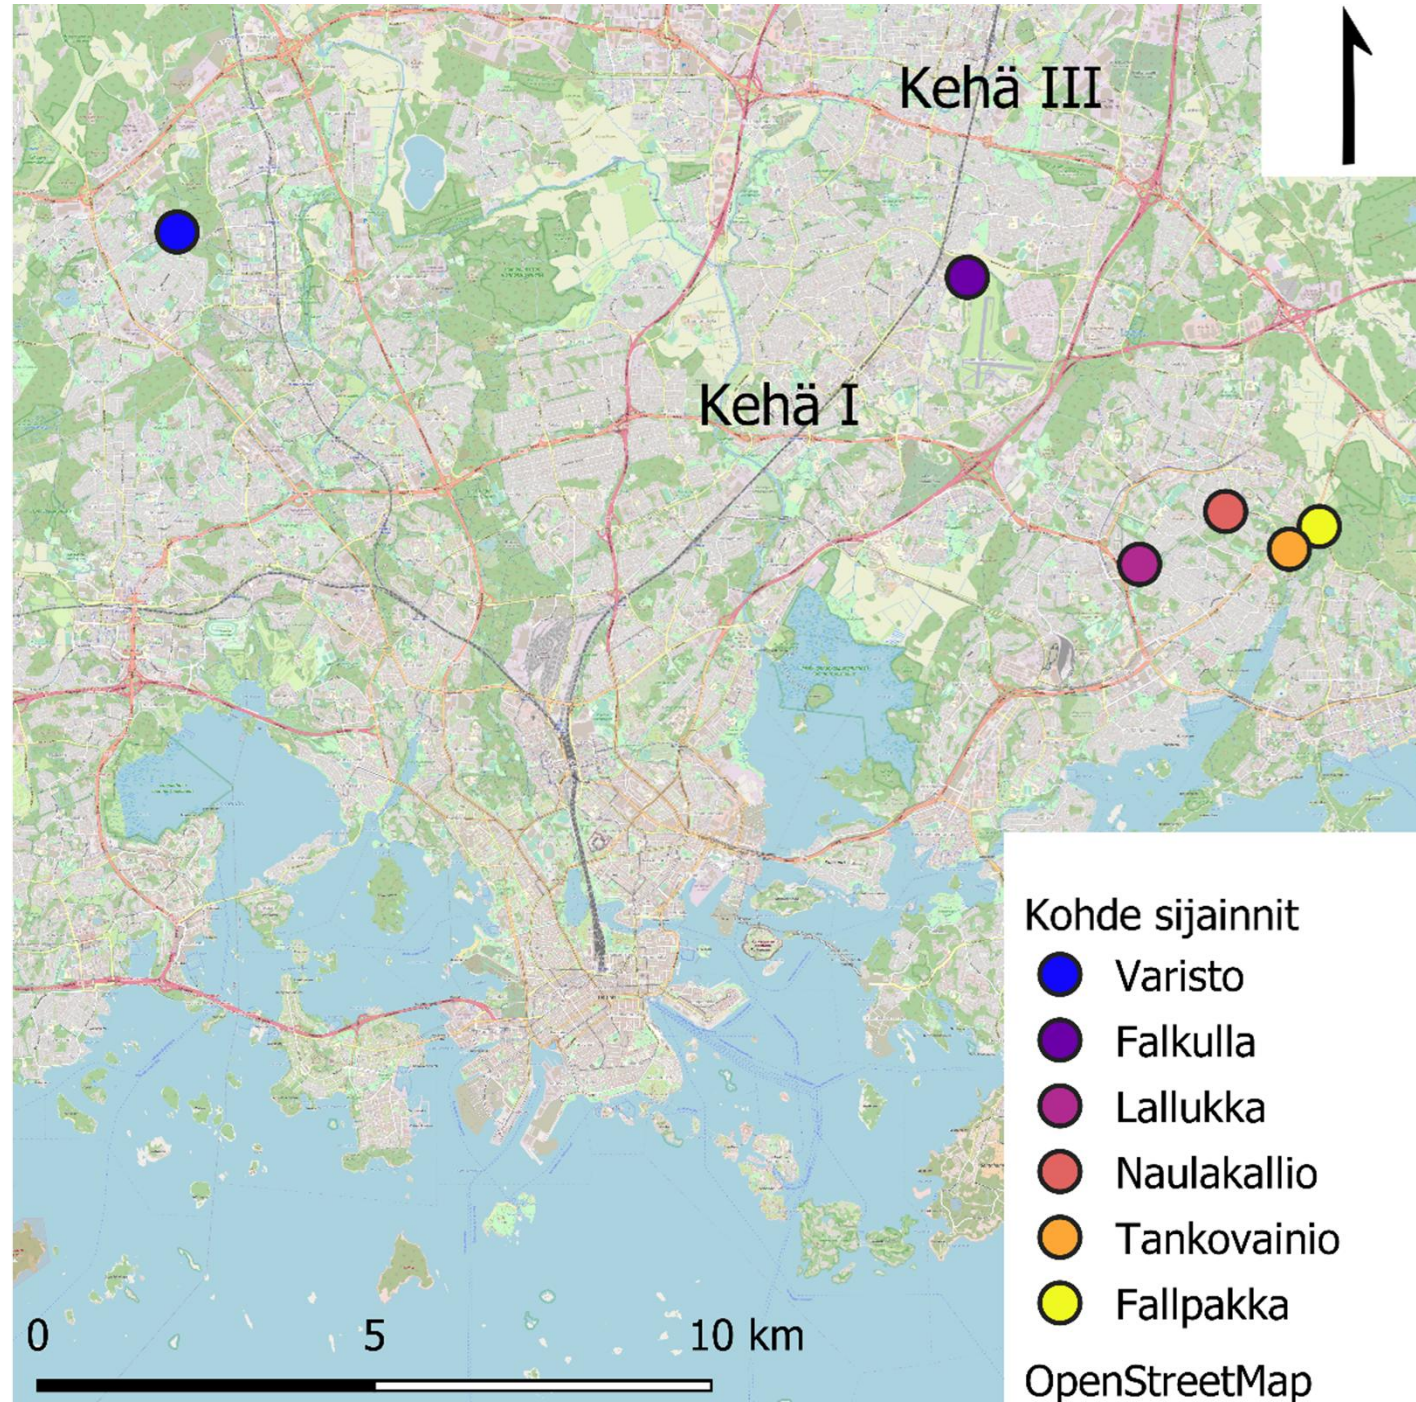 Kehä III
Kehä I
Kohde sijainnit
Varisto
Falkulla
Lallukka
Naulakallio
Tankovainio
Fallpakka
OpenStreetMap
0 5 10 km